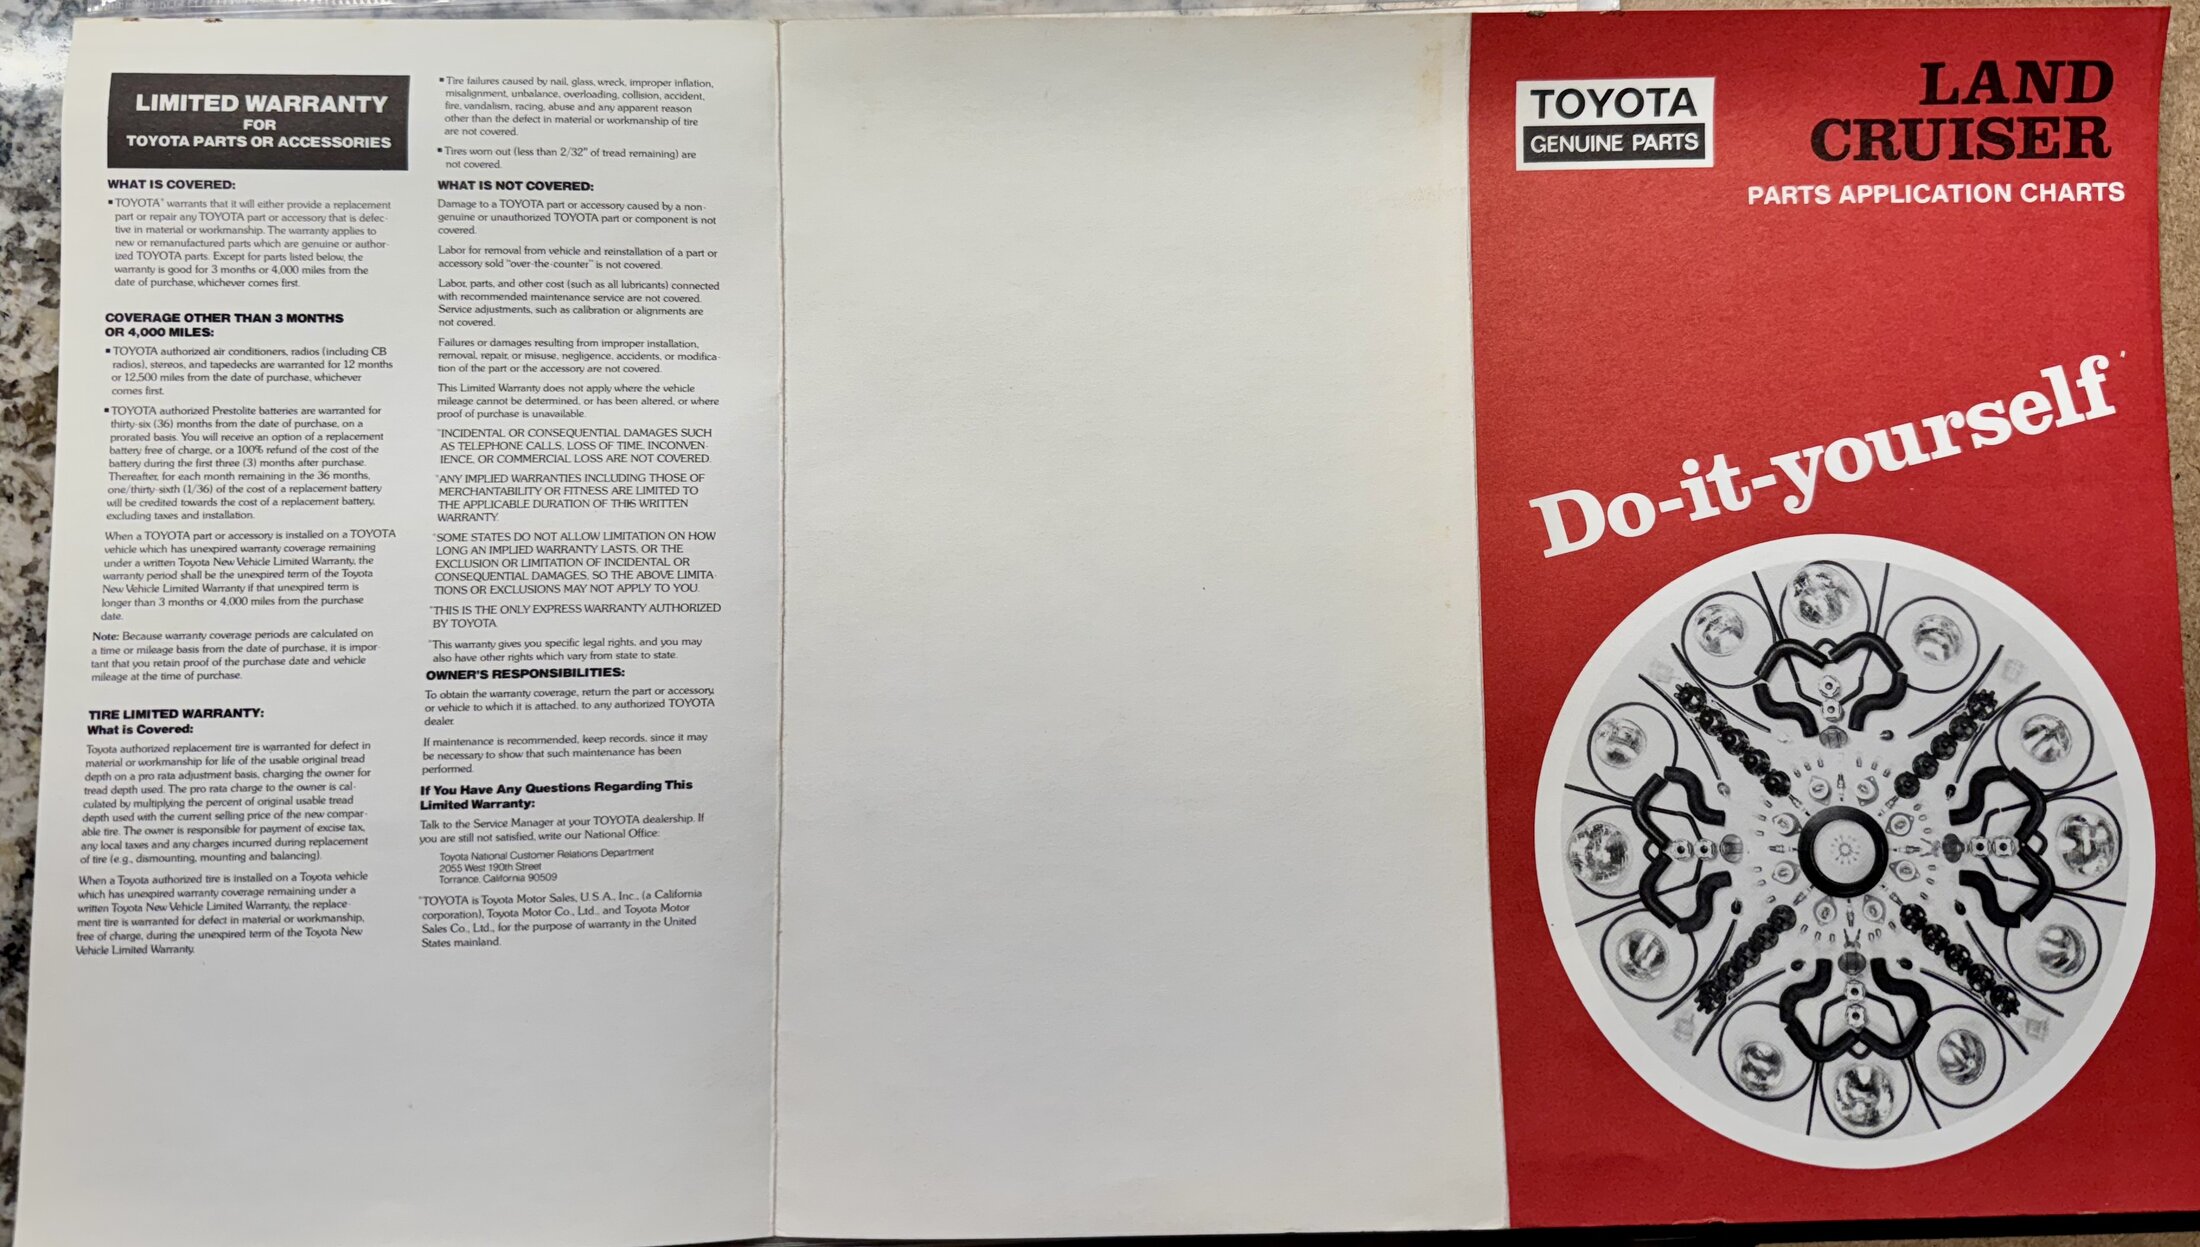 LIMITED WARRANTY
FOR
TOYOTA PARTS OR ACCESSORIES
WHAT IS COVERED:
▪ TOYOTA* warrants that it will either provide a replacement
part or repair any TOYOTA part or accessory that is defec-
tive in material or workmanship. The warranty applies to
new or remanufactured parts which are genuine or author-
ized TOYOTA parts. Except for parts listed below, the
warranty is good for 3 months or 4,000 miles from the
date of purchase, whichever comes first.
COVERAGE OTHER THAN 3 MONTHS
OR 4,000 MILES:
▪ TOYOTA authorized air conditioners, radios (including CB
radios), stereos, and tapedecks are warranted for 12 months
or 12,500 miles from the date of purchase, whichever
comes first.
▪ TOYOTA authorized Prestolite batteries are warranted for
thirty-six (36) months from the date of purchase, on a
prorated basis. You will receive an option of a replacement
battery free of charge, or a 100% refund of the cost of the
battery during the first three (3) months after purchase.
Thereafter, for each month remaining in the 36 months,
one/thirty-sixth (1/36) of the cost of a replacement battery
will be credited towards the cost of a replacement battery,
excluding taxes and installation.
When a TOYOTA part or accessory is installed on a TOYOTA
vehicle which has unexpired warranty coverage remaining
under a written Toyota New Vehicle Limited Warranty, the
warranty period shall be the unexpired term of the Toyota
New Vehicle Limited Warranty if that unexpired term is
longer than 3 months or 4,000 miles from the purchase
date.
Note: Because warranty coverage periods are calculated on
a time or mileage basis from the date of purchase, it is impor-
tant that you retain proof of the purchase date and vehicle
mileage at the time of purchase.
TIRE LIMITED WARRANTY:
What is Covered:
Toyota authorized replacement tire is warranted for defect in
material or workmanship for life of the usable original tread
depth on a pro rata adjustment basis, charging the owner for
tread depth used. The pro rata charge to the owner is cal-
culated by multiplying the percent of original usable tread
depth used with the current selling price of the new compar-
able tire. The owner is responsible for payment of excise tax,
any local taxes and any charges incurred during replacement
of tire (e.g., dismounting, mounting and balancing).
When a Toyota authorized tire is installed on a Toyota vehicle
which has unexpired warranty coverage remaining under a
written Toyota New Vehicle Limited Warranty, the replace-
ment tire is warranted for defect in material or workmanship,
free of charge, during the unexpired term of the Toyota New
Vehicle Limited Warranty.
▪ Tire failures caused by nail, glass, wreck, improper inflation,
misalignment, unbalance, overloading, collision, accident,
fire, vandalism, racing, abuse and any apparent reason
other than the defect in material or workmanship of tire
are not covered.
▪ Tires worn out (less than 2/32" of tread remaining) are
not covered.
WHAT IS NOT COVERED:
Damage to a TOYOTA part or accessory caused by a non-
genuine or unauthorized TOYOTA part or component is not
covered.
Labor for removal from vehicle and reinstallation of a part or
accessory sold "over-the-counter" is not covered.
Labor, parts, and other cost (such as all lubricants) connected
with recommended maintenance service are not covered.
Service adjustments, such as calibration or alignments are
not covered.
Failures or damages resulting from improper installation,
removal, repair, or misuse, negligence, accidents, or modifica-
tion of the part or the accessory are not covered.
This Limited Warranty does not apply where the vehicle
mileage cannot be determined, or has been altered, or where
proof of purchase is unavailable.
*INCIDENTAL OR CONSEQUENTIAL DAMAGES SUCH
AS TELEPHONE CALLS, LOSS OF TIME, INCONVEN-
IENCE, OR COMMERCIAL LOSS ARE NOT COVERED.
*ANY IMPLIED WARRANTIES INCLUDING THOSE OF
MERCHANTABILITY OR FITNESS ARE LIMITED TO
THE APPLICABLE DURATION OF THIS WRITTEN
WARRANTY.
*SOME STATES DO NOT ALLOW LIMITATION ON HOW
LONG AN IMPLIED WARRANTY LASTS, OR THE
EXCLUSION OR LIMITATION OF INCIDENTAL OR
CONSEQUENTIAL DAMAGES, SO THE ABOVE LIMITA-
TIONS OR EXCLUSIONS MAY NOT APPLY TO YOU.
*THIS IS THE ONLY EXPRESS WARRANTY AUTHORIZED
BY TOYOTA
*This warranty gives you specific legal rights, and you may
also have other rights which vary from state to state.
OWNER'S RESPONSIBILITIES:
To obtain the warranty coverage, return the part or accessory,
or vehicle to which it is attached, to any authorized TOYOTA
dealer.
If maintenance is recommended, keep records, since it may
be necessary to show that such maintenance has been
performed.
If You Have Any Questions Regarding This
Limited Warranty:
Talk to the Service Manager at your TOYOTA dealership. If
you are still not satisfied, write our National Office:
Toyota National Customer Relations Department
2055 West 190th Street
Torrance, California 90509
*TOYOTA is Toyota Motor Sales, U.S.A., Inc., (a California
corporation), Toyota Motor Co., Ltd., and Toyota Motor
Sales Co., Ltd., for the purpose of warranty in the United
States mainland.
TOYOTA
GENUINE PARTS
LAND
CRUISER
PARTS APPLICATION CHARTS
Do-it-yourself